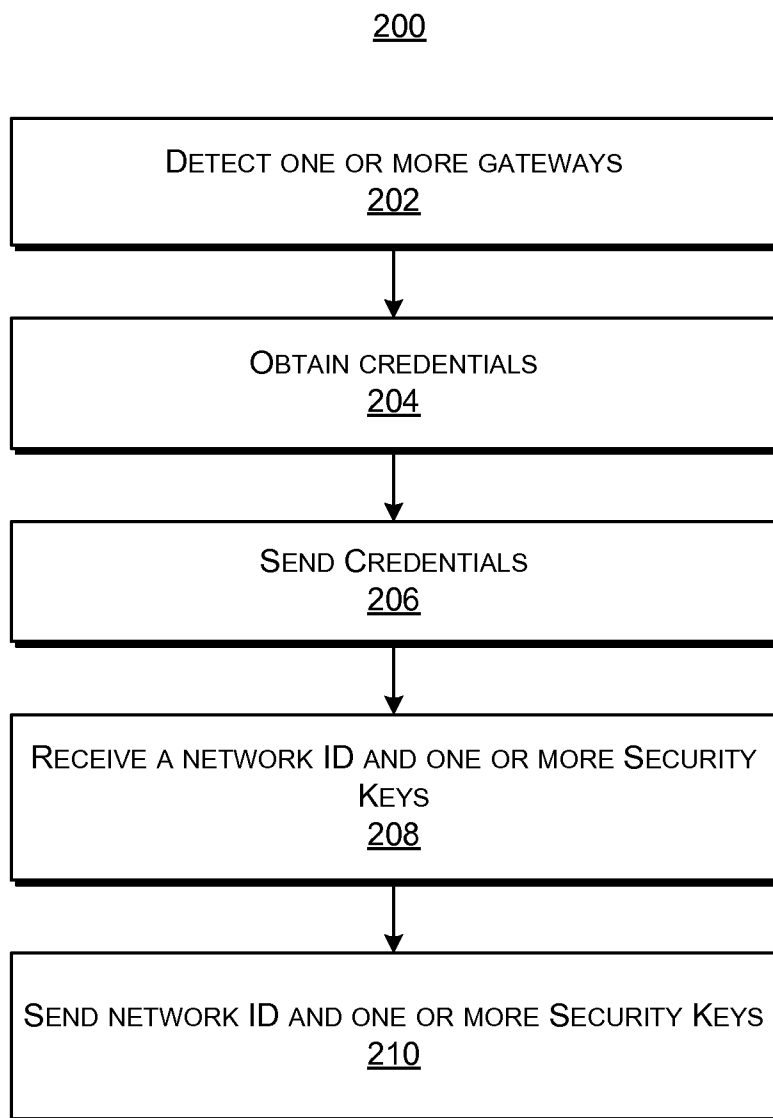 200
DETECT ONE OR MORE GATEWAYS
202
OBTAIN CREDENTIALS
204
SEND CREDENTIALS
206
RECEIVE A NETWORK ID AND ONE OR MORE SECURITY
KEYS
208
SEND NETWORK ID AND ONE OR MORE SECURITY KEYS
210